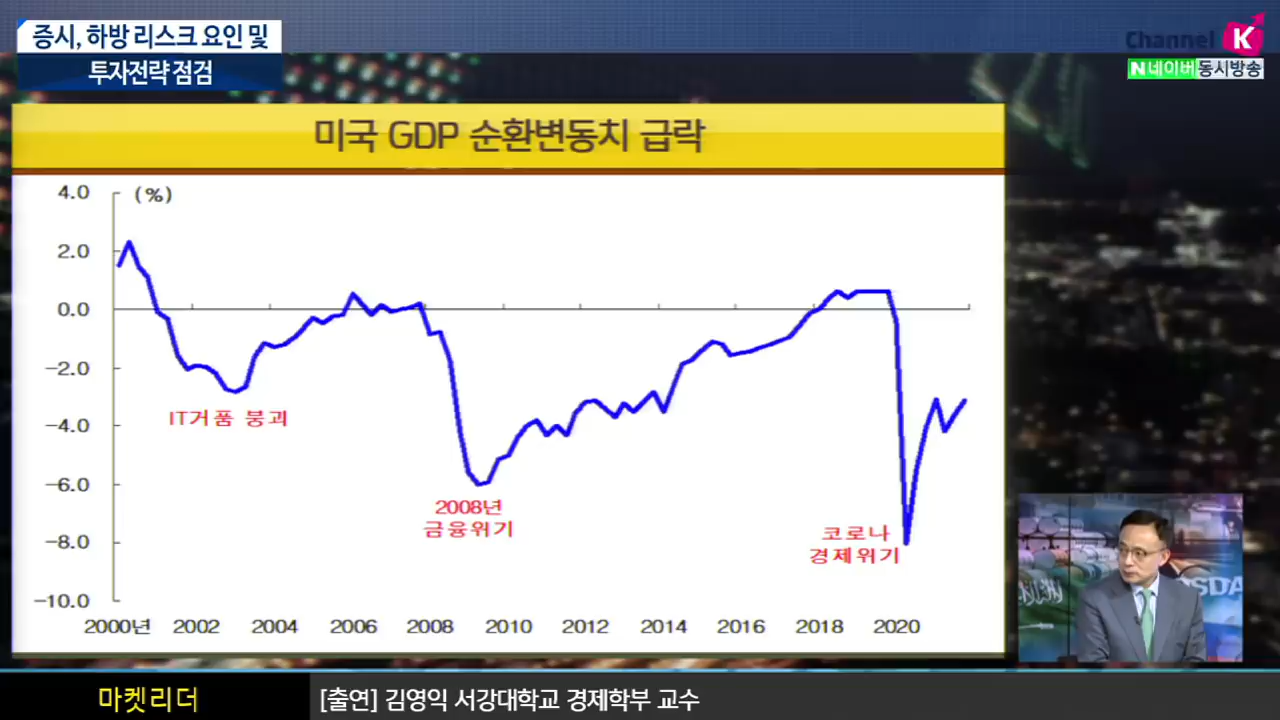 증시, 하방 리스크 요인 및
투자전략 점검
Channel K
N 네이버 동시방송
미국 GDP 순환변동치 급락
(%)
4.0
2.0
0.0
-2.0
-4.0
-6.0
-8.0
-10.0
IT거품 붕괴
2008년
금융위기
코로나
경제위기
2000년 2002 2004 2006 2008 2010 2012 2014 2016 2018 2020
마켓리더
[출연] 김영익 서강대학교 경제학부 교수